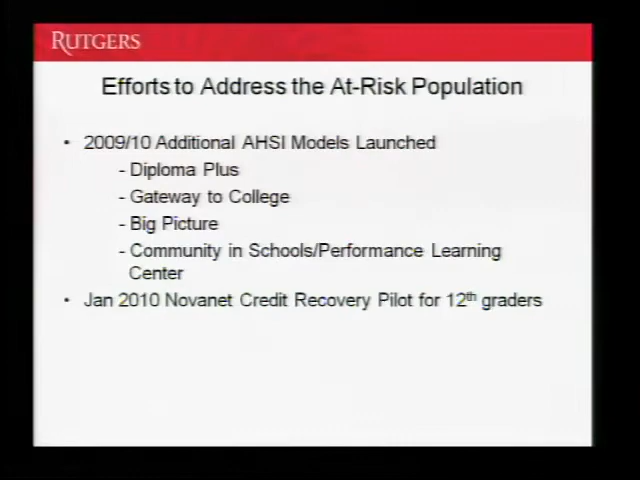 RUTGERS
Efforts to Address the At-Risk Population
• 2009/10 Additional AHSI Models Launched
- Diploma Plus
- Gateway to College
- Big Picture
- Community in Schools/Performance Learning
Center
• Jan 2010 Novanet Credit Recovery Pilot for 12th graders